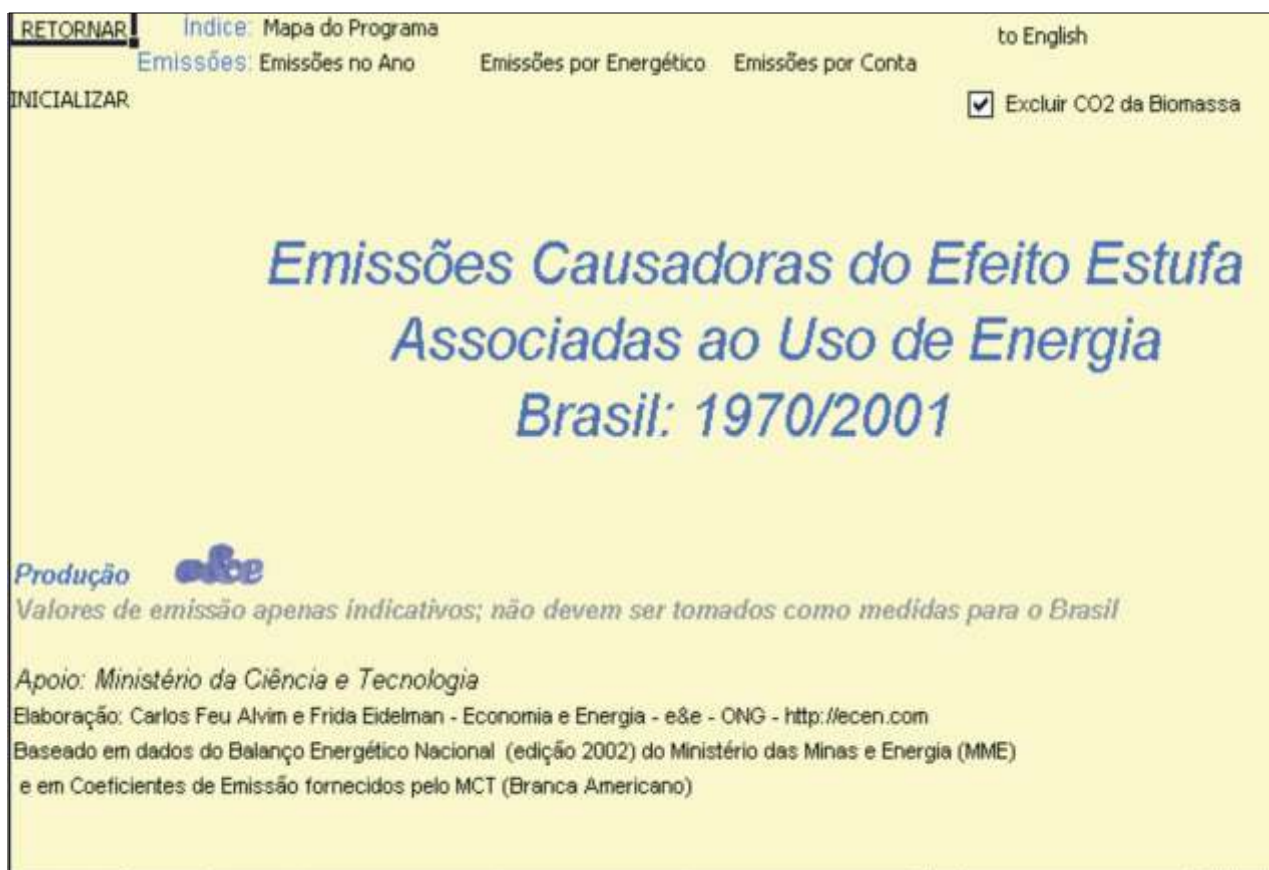 RETORNAR Índice: Mapa do Programa to English
Emissões: Emissões no Ano Emissões por Energético Emissões por Conta
INICIALIZAR Excluir CO2 da Biomassa
Emissões Causadoras do Efeito Estufa
Associadas ao Uso de Energia
Brasil: 1970/2001
Produção e&e
Valores de emissão apenas indicativos; não devem ser tomados como medidas para o Brasil
Apoio: Ministério da Ciência e Tecnologia
Elaboração: Carlos Feu Alvim e Frida Eidelman - Economia e Energia - e&e - ONG - http://ecen.com
Baseado em dados do Balanço Energético Nacional (edição 2002) do Ministério das Minas e Energia (MME)
e em Coeficientes de Emissão fornecidos pelo MCT (Branca Americano)